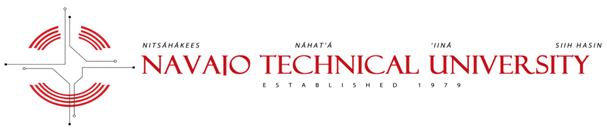 NITSÁHÁKEES NÁHAT'Á 'IINÁ SIIH HASIN
NAVAJO TECHNICAL UNIVERSITY
ESTABLISHED 1979